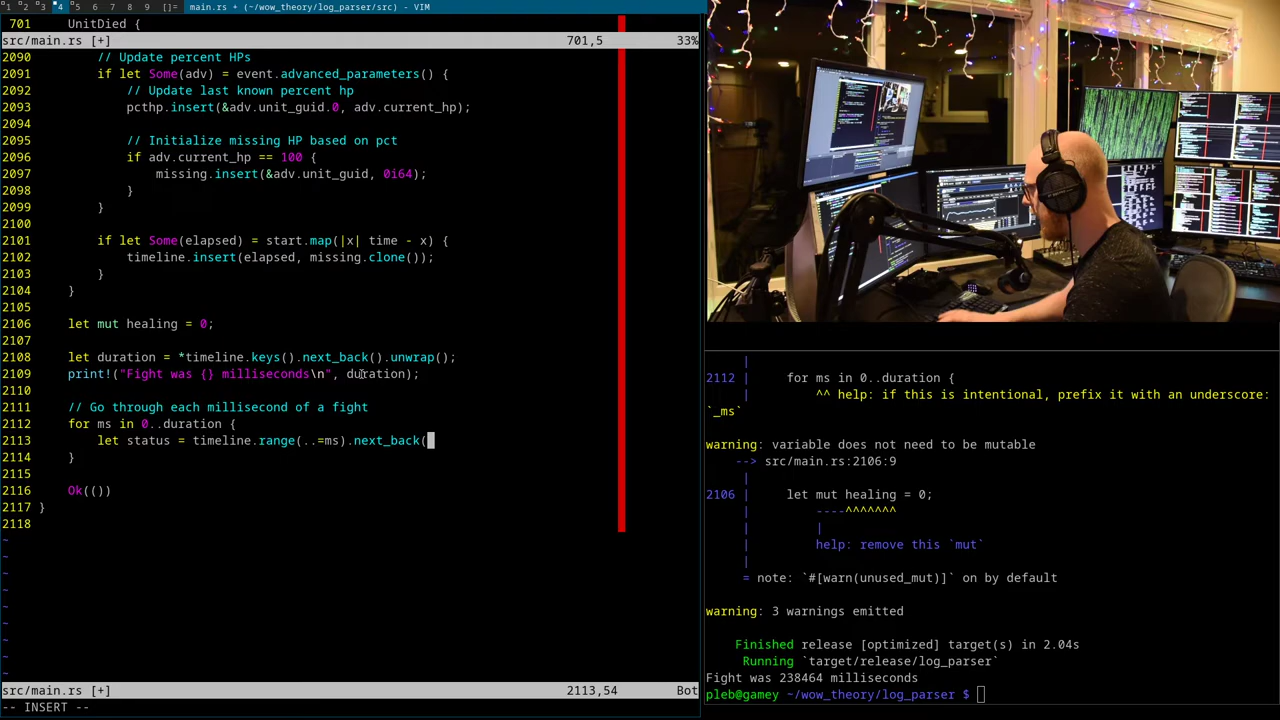 1 2 3 4 5 6 7 8 9 []= main.rs + (~/wow_theory/log_parser/src) - VIM
701 UnitDied {
src/main.rs [+] 701,5 33%
2090 // Update percent HPs
2091 if let Some(adv) = event.advanced_parameters() {
2092 // Update last known percent hp
2093 pcthp.insert(&adv.unit_guid.0, adv.current_hp);
2094
2095 // Initialize missing HP based on pct
2096 if adv.current_hp == 100 {
2097 missing.insert(&adv.unit_guid, 0i64);
2098 }
2099 }
2100
2101 if let Some(elapsed) = start.map(|x| time - x) {
2102 timeline.insert(elapsed, missing.clone());
2103 }
2104 }
2105
2106 let mut healing = 0;
2107
2108 let duration = *timeline.keys().next_back().unwrap();
2109 print!("Fight was {} milliseconds\n", duration);
2110
2111 // Go through each millisecond of a fight
2112 for ms in 0..duration {
2113 let status = timeline.range(..=ms).next_back(
2114 }
2115
2116 Ok(())
2117 }
2118
~
~
~
~
~
~
~
~
~
src/main.rs [+] 2113,54 Bot
-- INSERT --
|
2112 | for ms in 0..duration {
| ^^ help: if this is intentional, prefix it with an underscore:
`_ms`
warning: variable does not need to be mutable
--> src/main.rs:2106:9
|
2106 | let mut healing = 0;
| ----^^^^^^^
| |
| help: remove this `mut`
|
= note: `#[warn(unused_mut)]` on by default
warning: 3 warnings emitted
Finished release [optimized] target(s) in 2.04s
Running `target/release/log_parser`
Fight was 238464 milliseconds
pleb@gamey ~/wow_theory/log_parser $